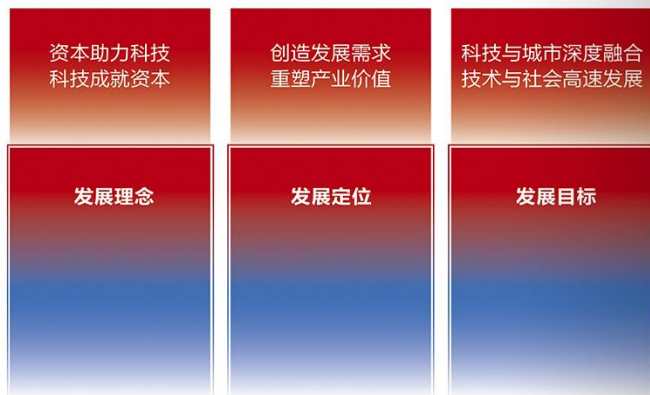 资本助力科技
科技成就资本
创造发展需求
重塑产业价值
科技与城市深度融合
技术与社会高速发展
发展理念
发展定位
发展目标